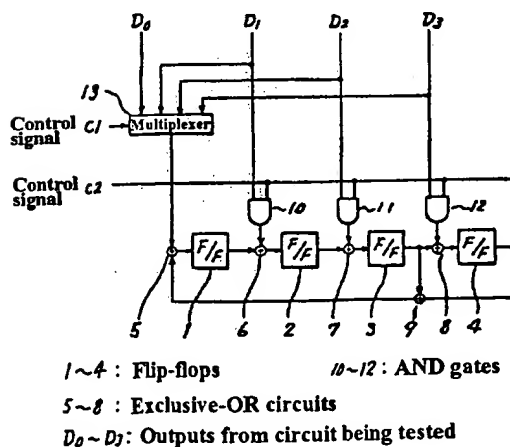 D₀ D₁ D₂ D₃
13
Control signal C1
Multiplexer
Control signal C2
10 11 12
F/F F/F F/F F/F
5 1 6 2 7 3 9 8 4
1~4 : Flip-flops
10~12 : AND gates
5~8 : Exclusive-OR circuits
D₀~D₃ : Outputs from circuit being tested